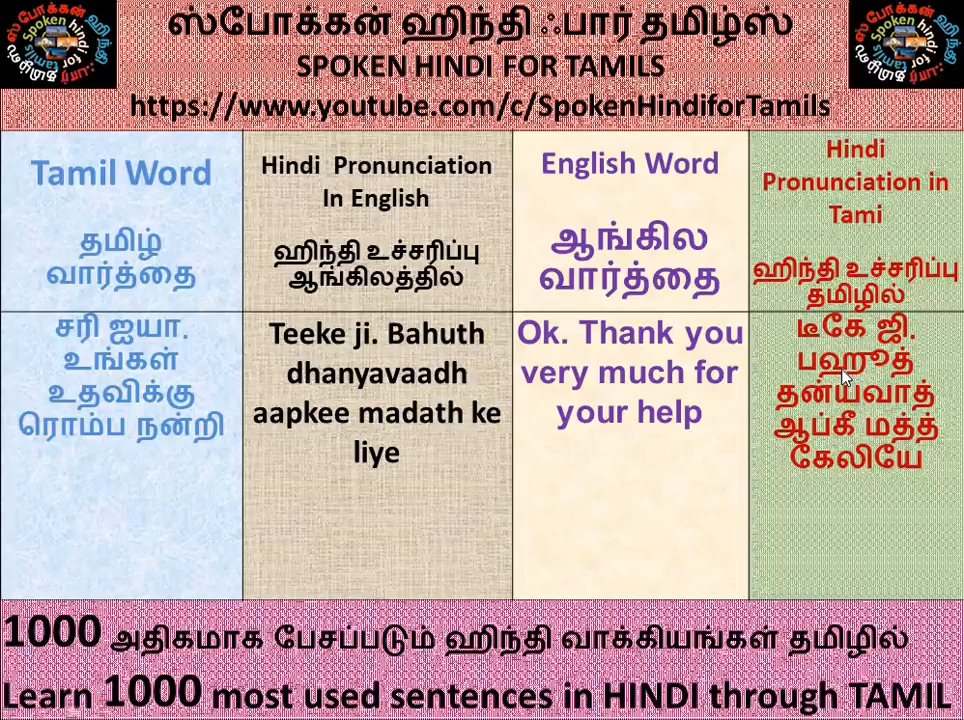 ஸ்போக்கன் ஹிந்தி ஃபார் தமிழ்ஸ்
SPOKEN HINDI FOR TAMILS
https://www.youtube.com/c/SpokenHindiforTamils
Tamil Word
தமிழ்
வார்த்தை
Hindi Pronunciation
In English
ஹிந்தி உச்சரிப்பு
ஆங்கிலத்தில்
English Word
ஆங்கில
வார்த்தை
Hindi
Pronunciation in
Tami
ஹிந்தி உச்சரிப்பு
தமிழில்
சரி ஐயா.
உங்கள்
உதவிக்கு
ரொம்ப நன்றி
Teeke ji. Bahuth
dhanyavaadh
aapkee madath ke
liye
Ok. Thank you
very much for
your help
டீகே ஜி.
பஹூத்
தன்யவாத்
ஆப்கீ மத்த்
கேலியே
1000 அதிகமாக பேசப்படும் ஹிந்தி வாக்கியங்கள் தமிழில்
Learn 1000 most used sentences in HINDI through TAMIL